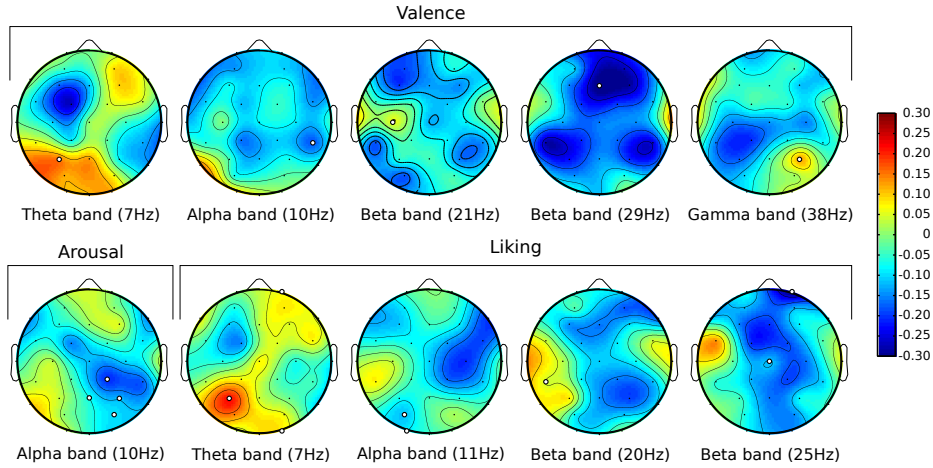 Valence
Theta band (7Hz)
Alpha band (10Hz)
Beta band (21Hz)
Beta band (29Hz)
Gamma band (38Hz)
0.30
0.25
0.20
0.15
0.10
0.05
0
-0.05
-0.10
-0.15
-0.20
-0.25
-0.30
Arousal
Liking
Alpha band (10Hz)
Theta band (7Hz)
Alpha band (11Hz)
Beta band (20Hz)
Beta band (25Hz)